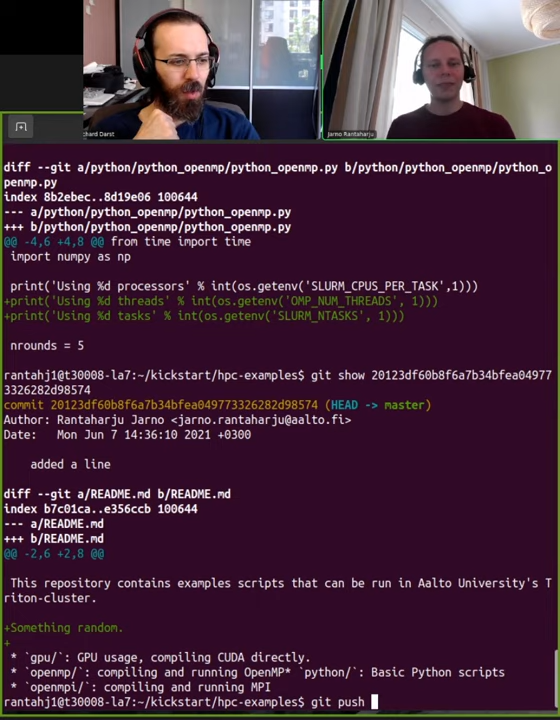 chard Darst
Jarno Rantaharju
diff --git a/python/python_openmp/python_openmp.py b/python/python_openmp/python_o
penmp.py
index 8b2ebec..8d19e06 100644
--- a/python/python_openmp/python_openmp.py
+++ b/python/python_openmp/python_openmp.py
@@ -4,6 +4,8 @@ from time import time
import numpy as np
print('Using %d processors' % int(os.getenv('SLURM_CPUS_PER_TASK',1)))
+print('Using %d threads' % int(os.getenv('OMP_NUM_THREADS', 1)))
+print('Using %d tasks' % int(os.getenv('SLURM_NTASKS', 1)))
nrounds = 5
rantahj1@t30008-la7:~/kickstart/hpc-examples$ git show 20123df60b8f6a7b34bfea04977
3326282d98574
commit 20123df60b8f6a7b34bfea049773326282d98574 (HEAD -> master)
Author: Rantaharju Jarno <jarno.rantaharju@aalto.fi>
Date:   Mon Jun 7 14:36:10 2021 +0300
added a line
diff --git a/README.md b/README.md
index b7c01ca..e356ccb 100644
--- a/README.md
+++ b/README.md
@@ -2,6 +2,8 @@
This repository contains examples scripts that can be run in Aalto University's T
riton-cluster.
+Something random.
+
* `gpu/`: GPU usage, compiling CUDA directly.
* `openmp/`: compiling and running OpenMP* `python/`: Basic Python scripts
* `openmpi/`: compiling and running MPI
rantahj1@t30008-la7:~/kickstart/hpc-examples$ git push